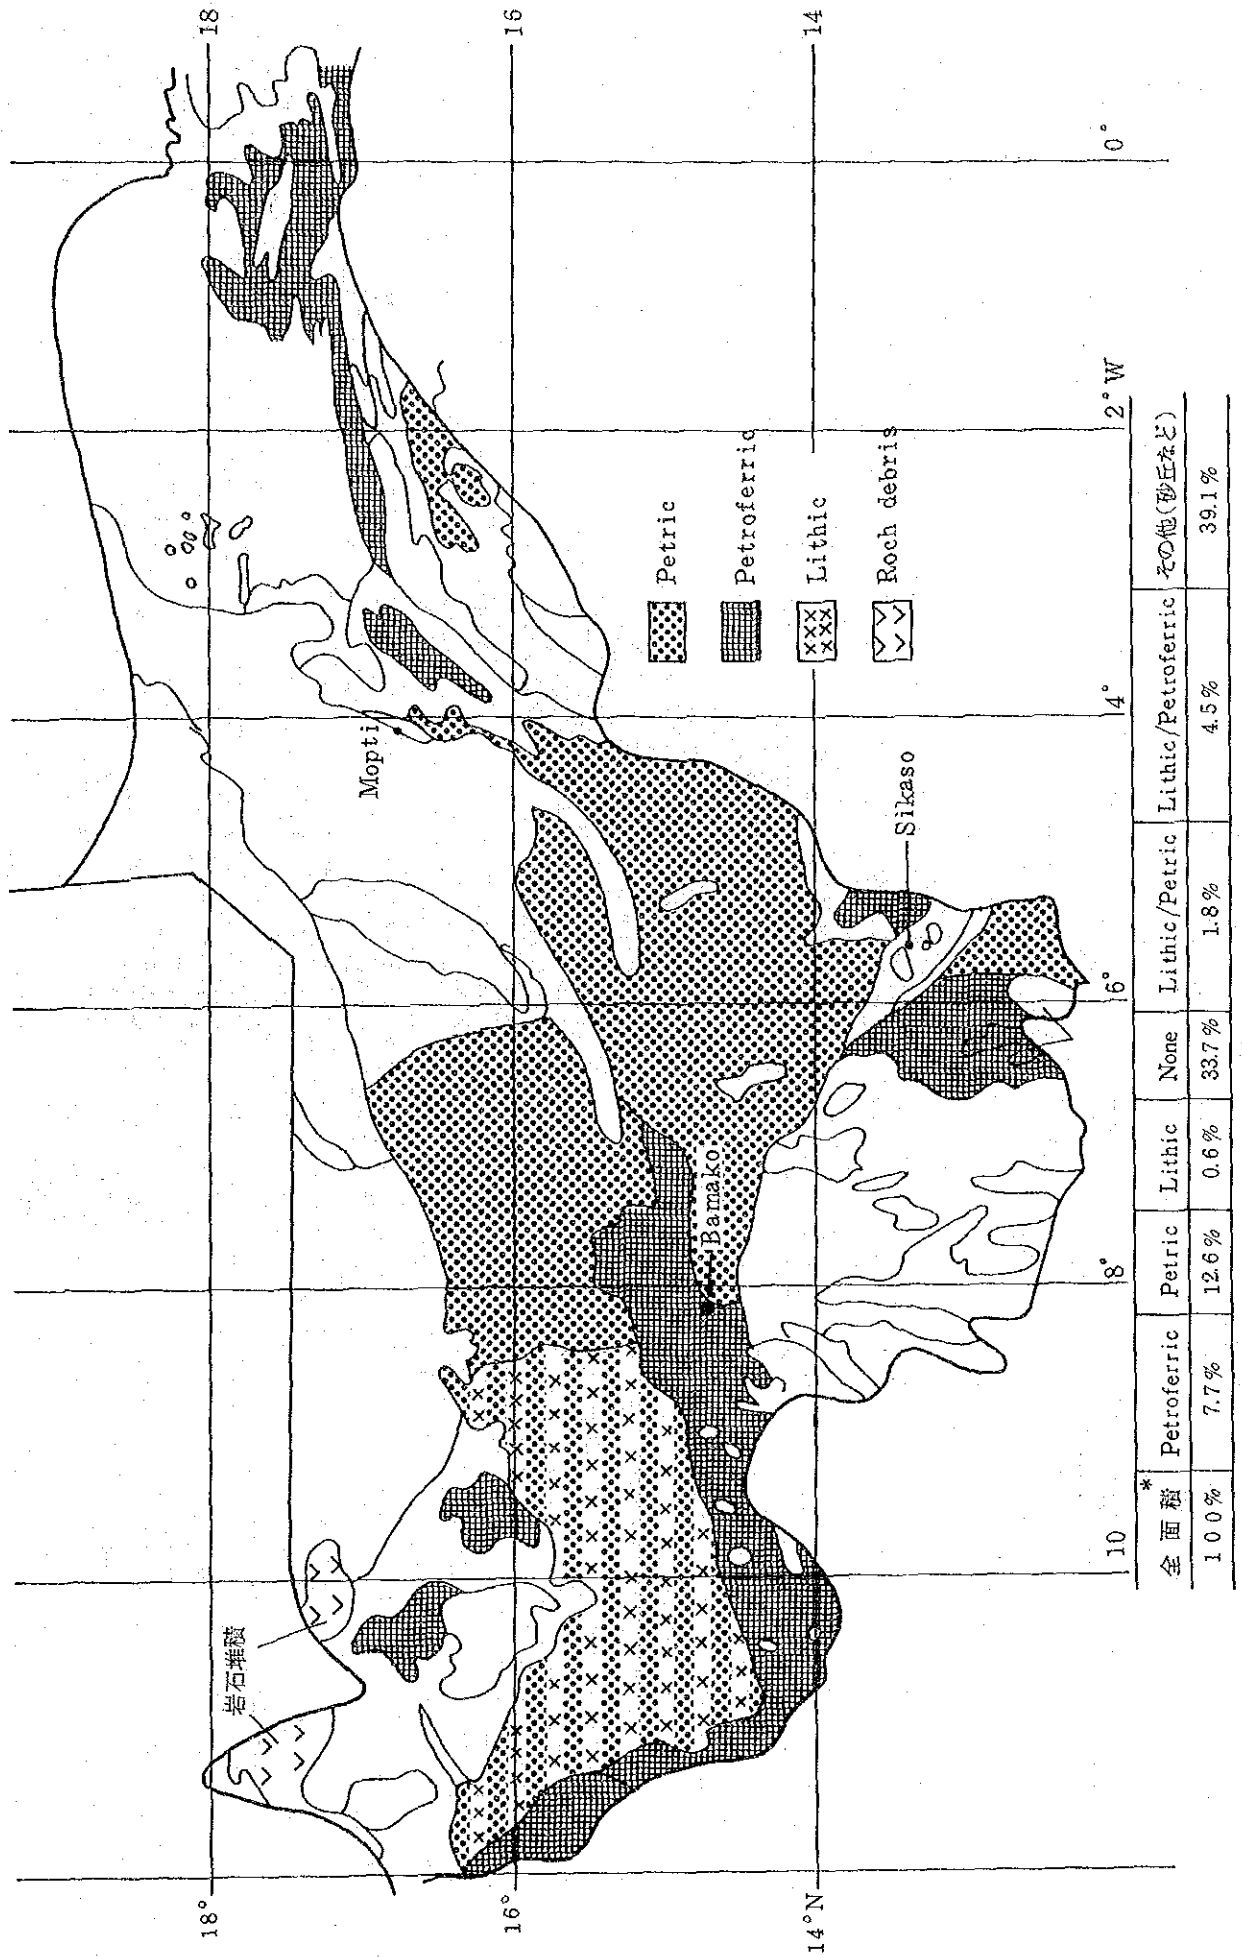 18° 18
16° 16
14°N 14
10 8° 6° 4° 2°W 0°
岩石堆積
Mopti
Bamako
Sikaso
Petric
Petroferric
Lithic
Roch debris
全面積* Petroferric Petric Lithic None Lithic/Petric Lithic/Petroferric その他(砂丘など)
100% 7.7% 12.6% 0.6% 33.7% 1.8% 4.5% 39.1%